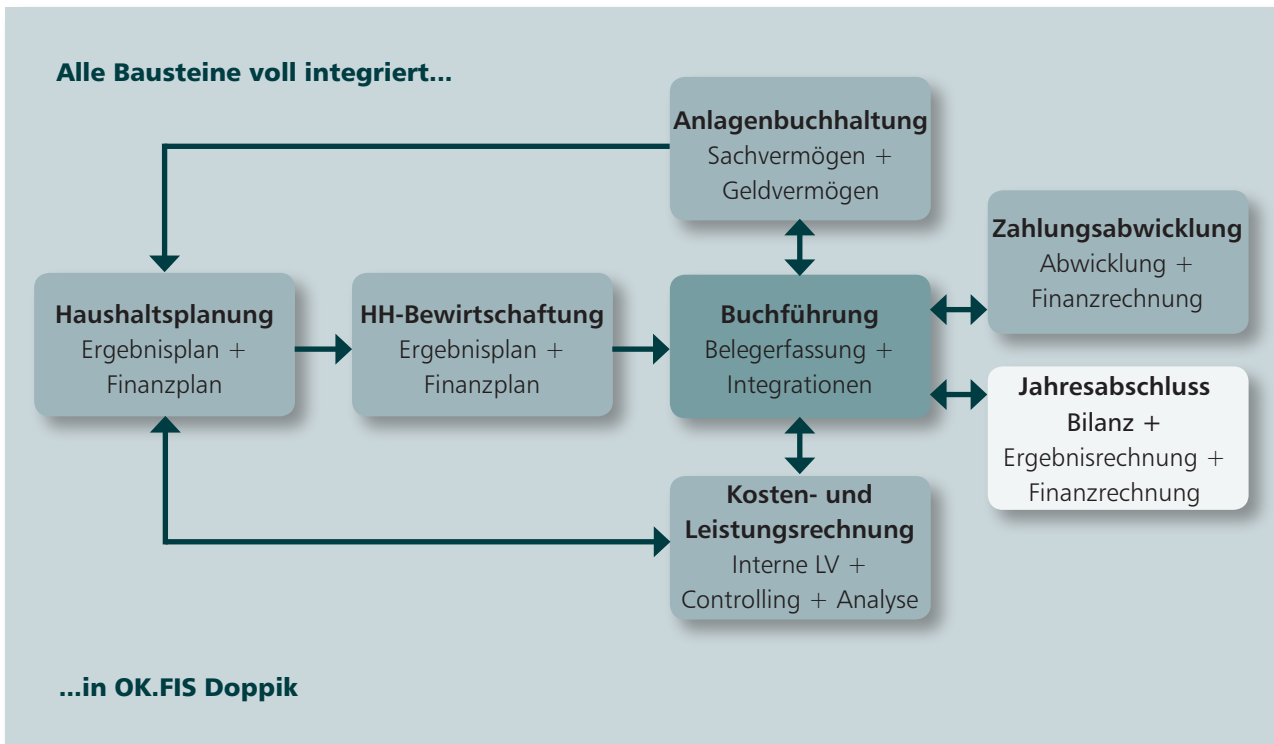 Alle Bausteine voll integriert...
Anlagenbuchhaltung
Sachvermögen +
Geldvermögen
Zahlungsabwicklung
Abwicklung +
Finanzrechnung
Haushaltsplanung
Ergebnisplan +
Finanzplan
HH-Bewirtschaftung
Ergebnisplan +
Finanzplan
Buchführung
Belegerfassung +
Integrationen
Jahresabschluss
Bilanz +
Ergebnisrechnung +
Finanzrechnung
Kosten- und
Leistungsrechnung
Interne LV +
Controlling + Analyse
...in OK.FIS Doppik